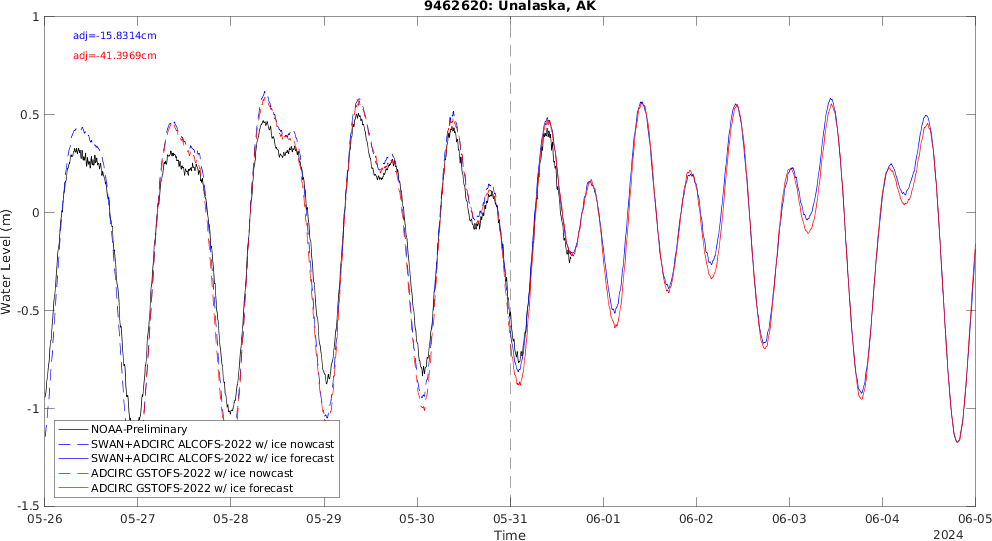 9462620: Unalaska, AK
adj=-15.8314cm
adj=-41.3969cm
1
0.5
0
-0.5
-1
-1.5
Water Level (m)
NOAA-Preliminary
SWAN+ADCIRC ALCOFS-2022 w/ ice nowcast
SWAN+ADCIRC ALCOFS-2022 w/ ice forecast
ADCIRC GSTOFS-2022 w/ ice nowcast
ADCIRC GSTOFS-2022 w/ ice forecast
05-26 05-27 05-28 05-29 05-30 05-31 06-01 06-02 06-03 06-04 06-05
Time
2024